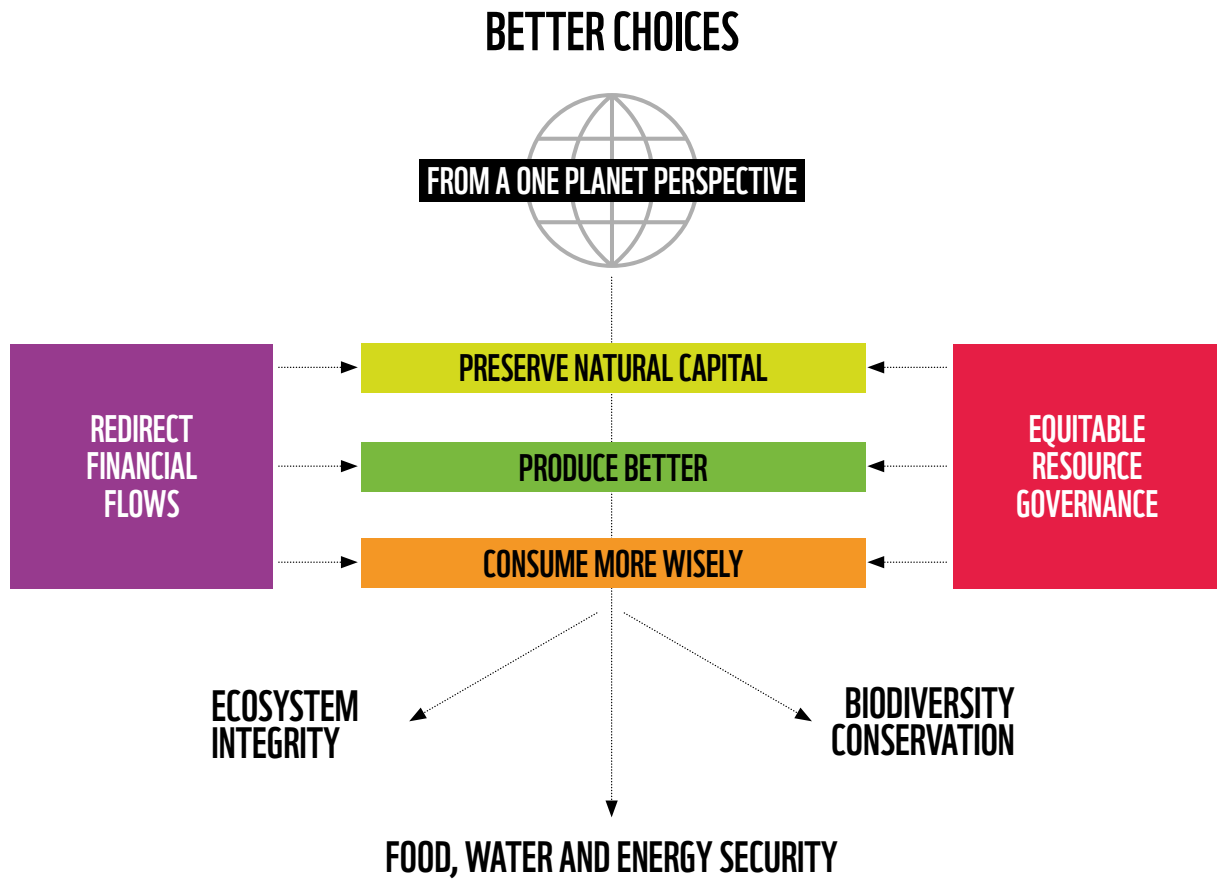 BETTER CHOICES
FROM A ONE PLANET PERSPECTIVE
REDIRECT
FINANCIAL
FLOWS
PRESERVE NATURAL CAPITAL
PRODUCE BETTER
CONSUME MORE WISELY
EQUITABLE
RESOURCE
GOVERNANCE
ECOSYSTEM
INTEGRITY
BIODIVERSITY
CONSERVATION
FOOD, WATER AND ENERGY SECURITY